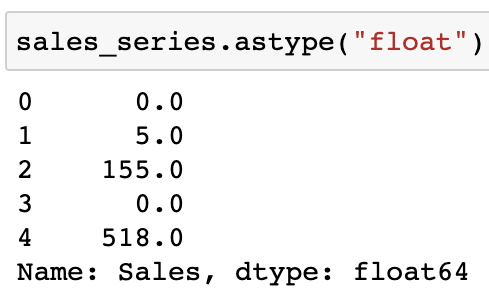 sales_series.astype("float")
0      0.0
1      5.0
2    155.0
3      0.0
4    518.0
Name: Sales, dtype: float64